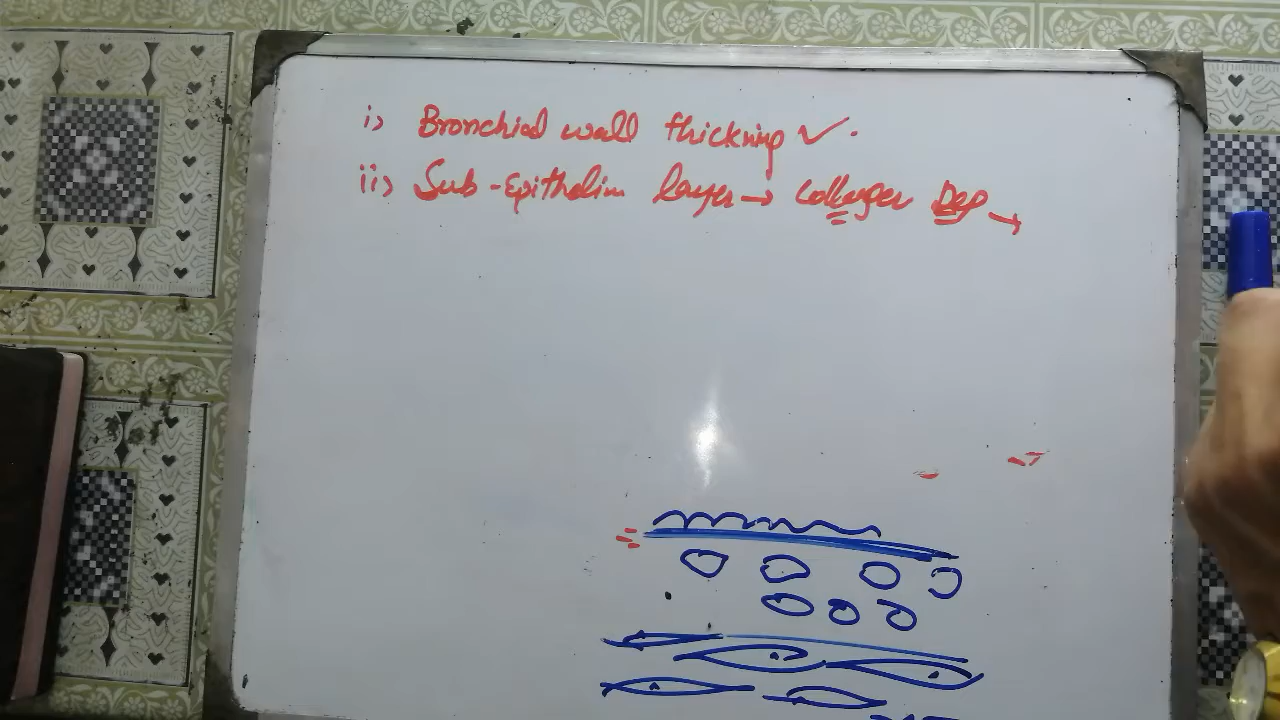 i) Bronchial wall thickning ✓.
ii) Sub-Epithelim layer → Collagen Dep →